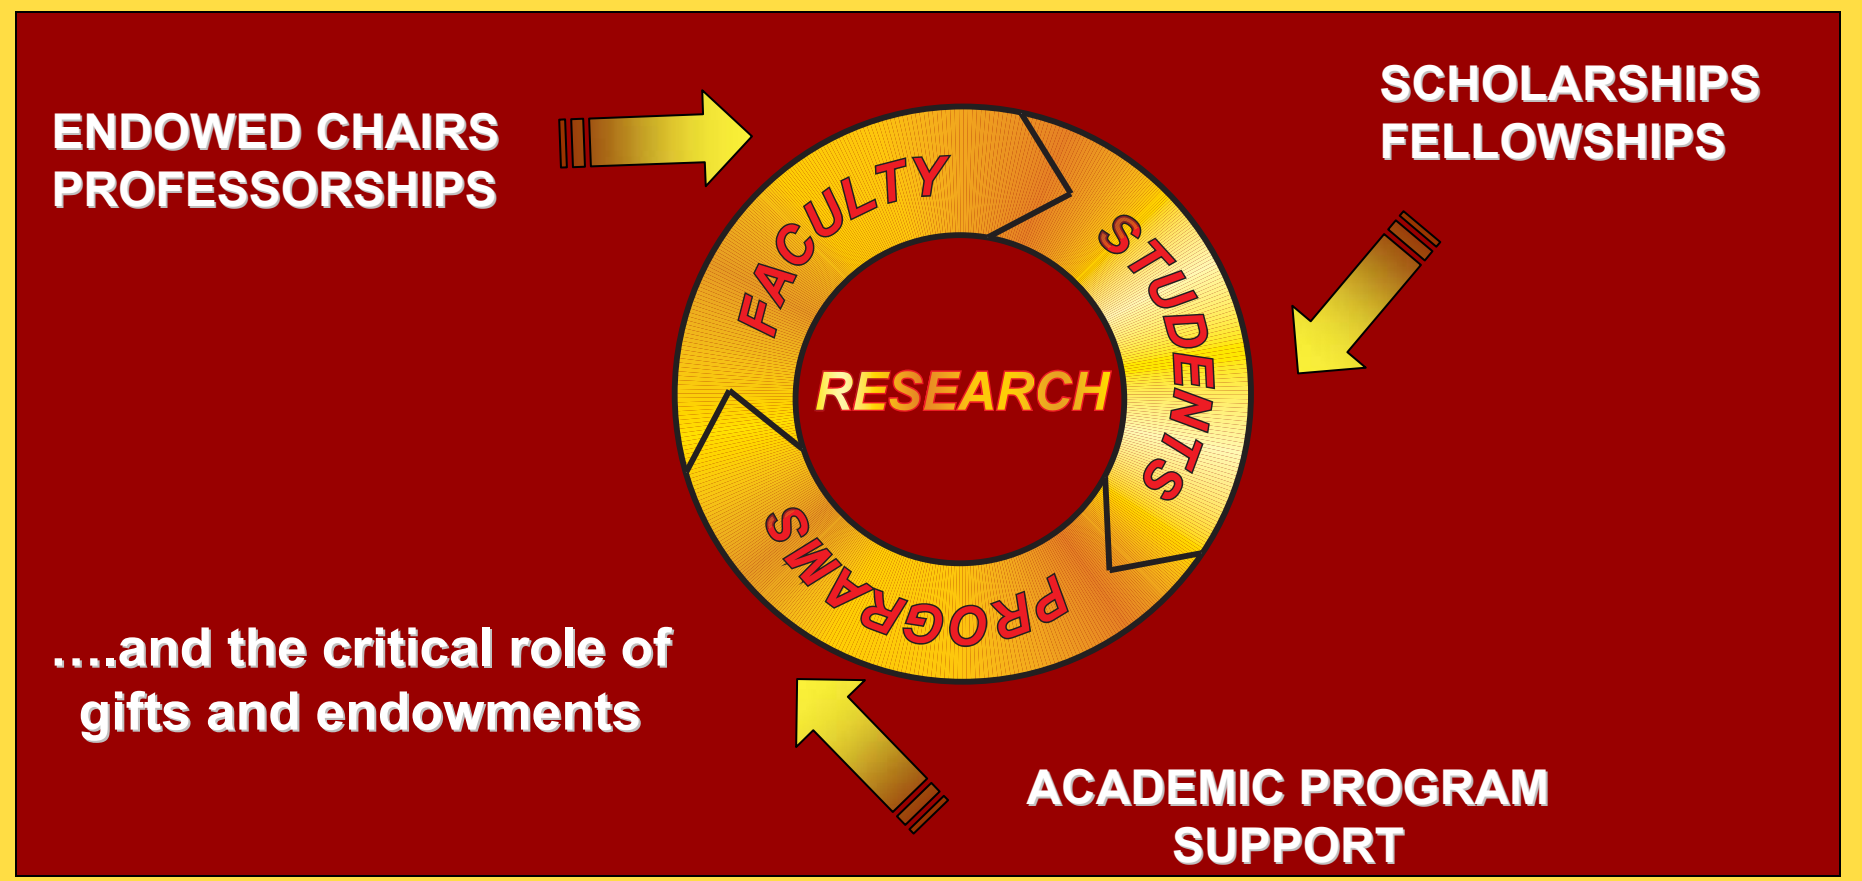 ENDOWED CHAIRS
PROFESSORSHIPS
SCHOLARSHIPS
FELLOWSHIPS
FACULTY
STUDENTS
PROGRAMS
RESEARCH
....and the critical role of
gifts and endowments
ACADEMIC PROGRAM
SUPPORT